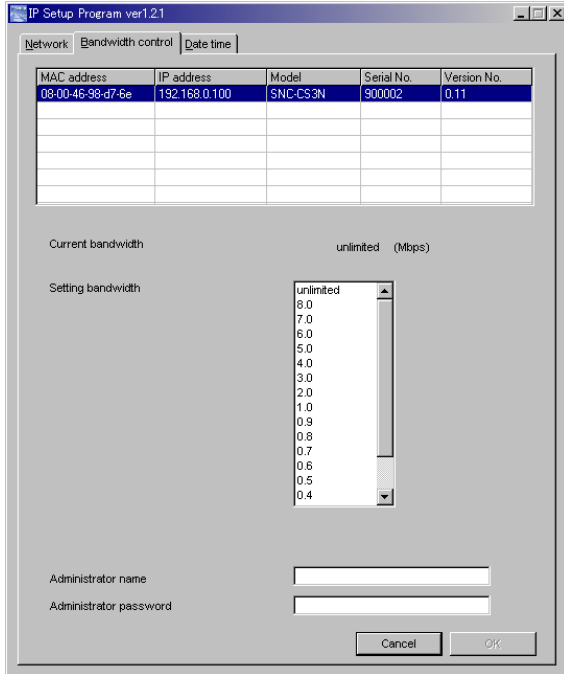 IP Setup Program ver1.2.1
Network Bandwidth control Date time
MAC address IP address Model Serial No. Version No.
08-00-46-98-d7-6e 192.168.0.100 SNC-CS3N 900002 0.11
Current bandwidth unlimited (Mbps)
Setting bandwidth
unlimited
8.0
7.0
6.0
5.0
4.0
3.0
2.0
1.0
0.9
0.8
0.7
0.6
0.5
0.4
Administrator name
Administrator password
Cancel OK